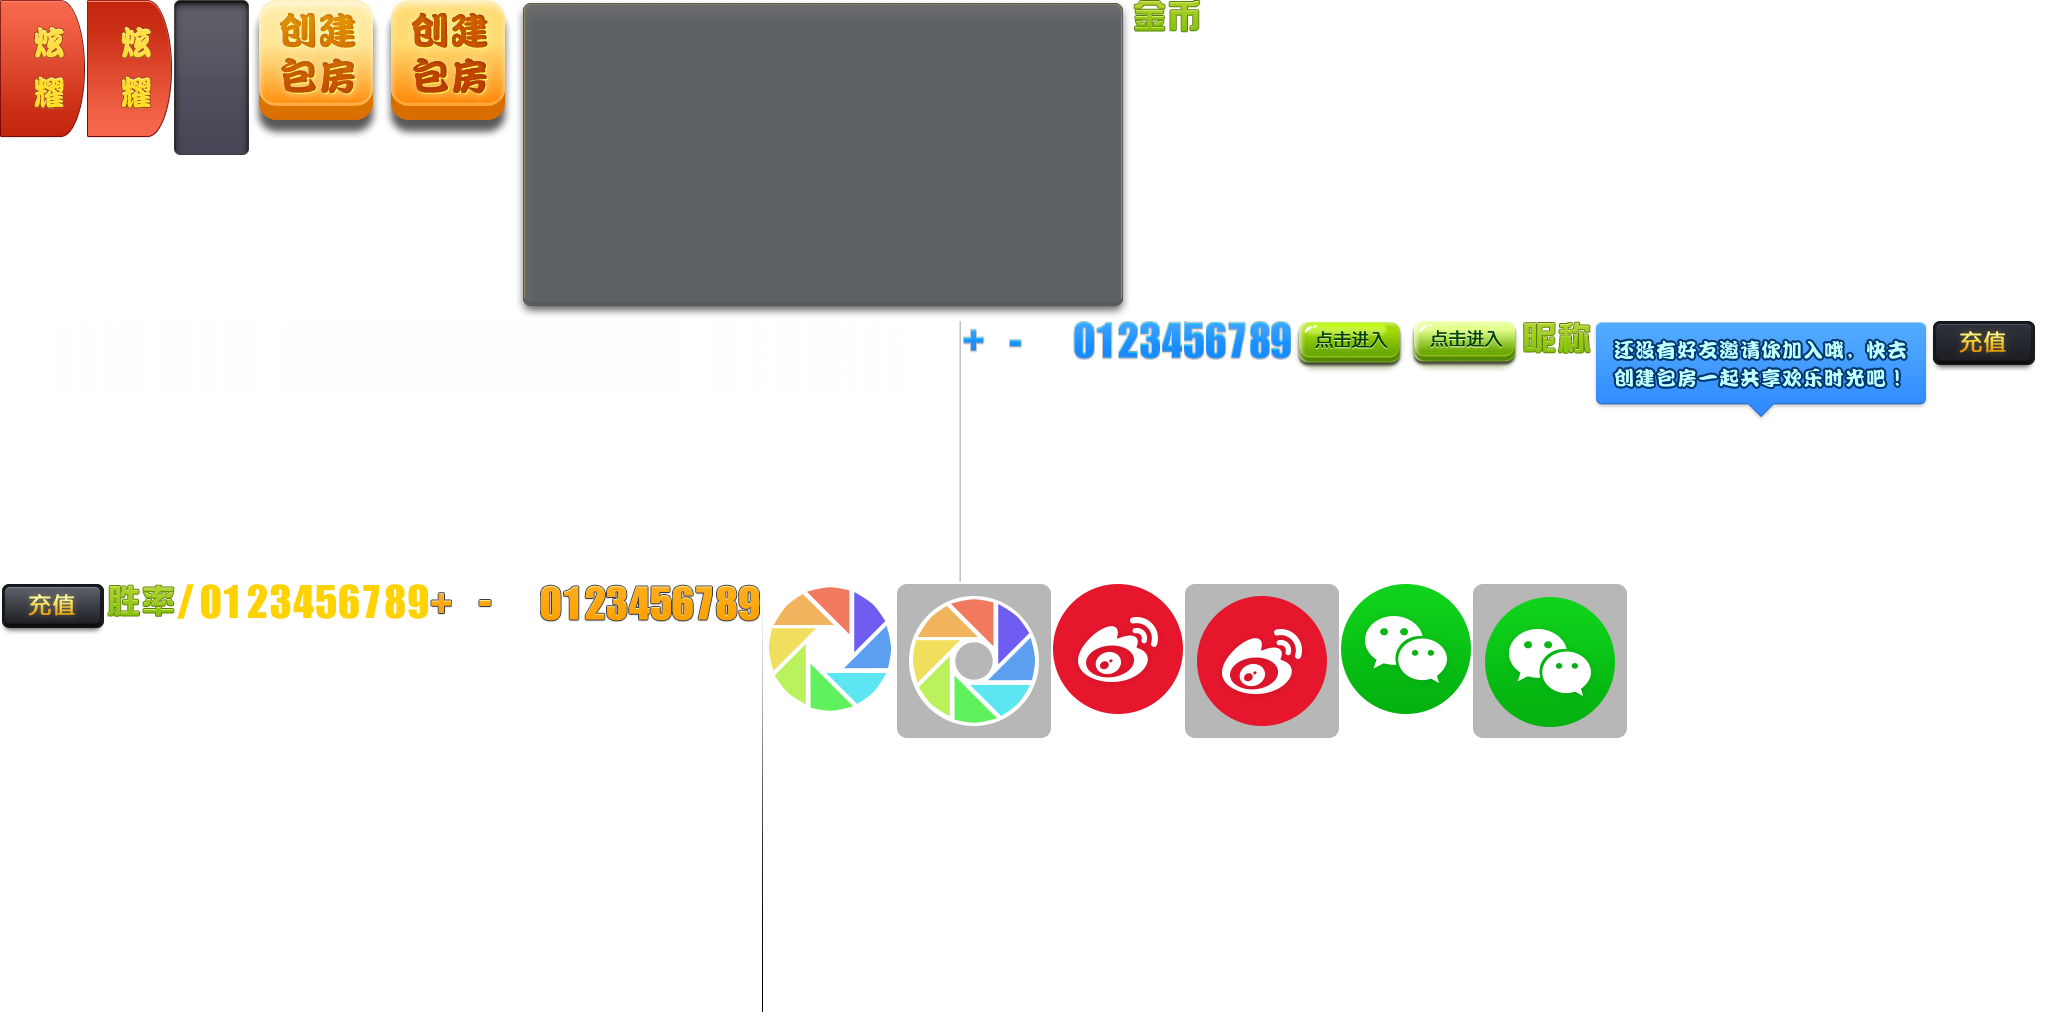 炫
耀
炫
耀
创建
包房
创建
包房
金币
+ - 0123456789
点击进入
点击进入
昵称
还没有好友邀请你加入哦，快去
创建包房一起共享欢乐时光吧！
充值
充值
胜率
/0123456789
+ - 0123456789